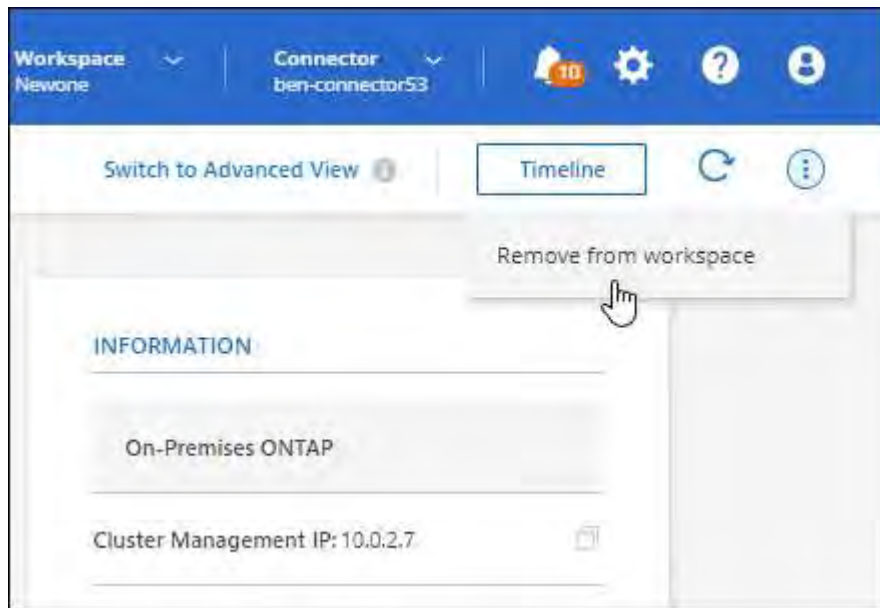 Workspace
Newone
Connector
ben-connector53
10
Switch to Advanced View
Timeline
Remove from workspace
INFORMATION
On-Premises ONTAP
Cluster Management IP: 10.0.2.7